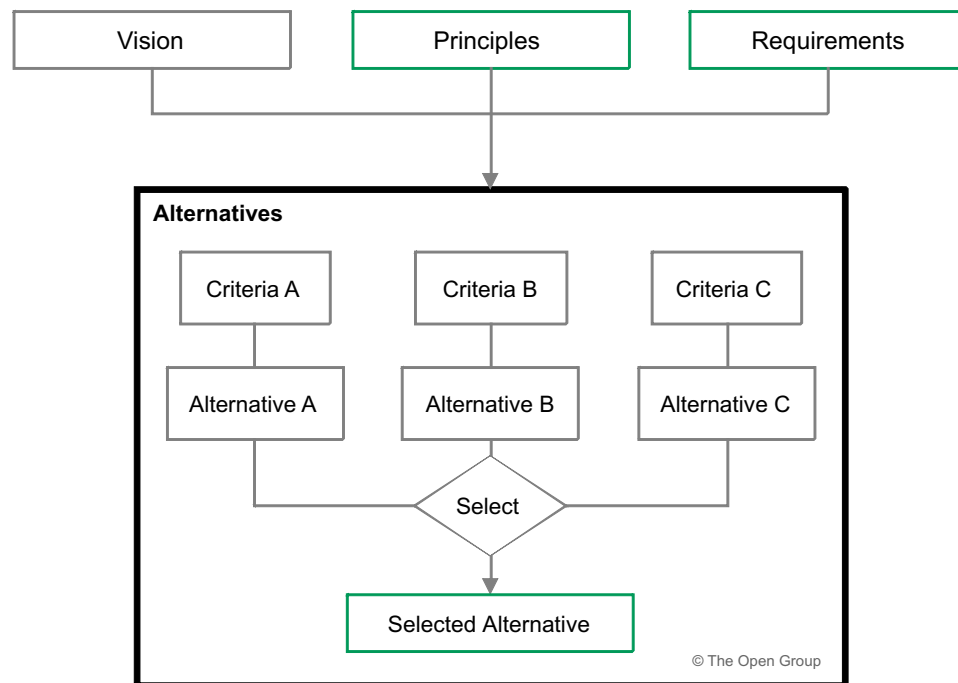 Vision
Principles
Requirements
Alternatives
Criteria A
Criteria B
Criteria C
Alternative A
Alternative B
Alternative C
Select
Selected Alternative
© The Open Group